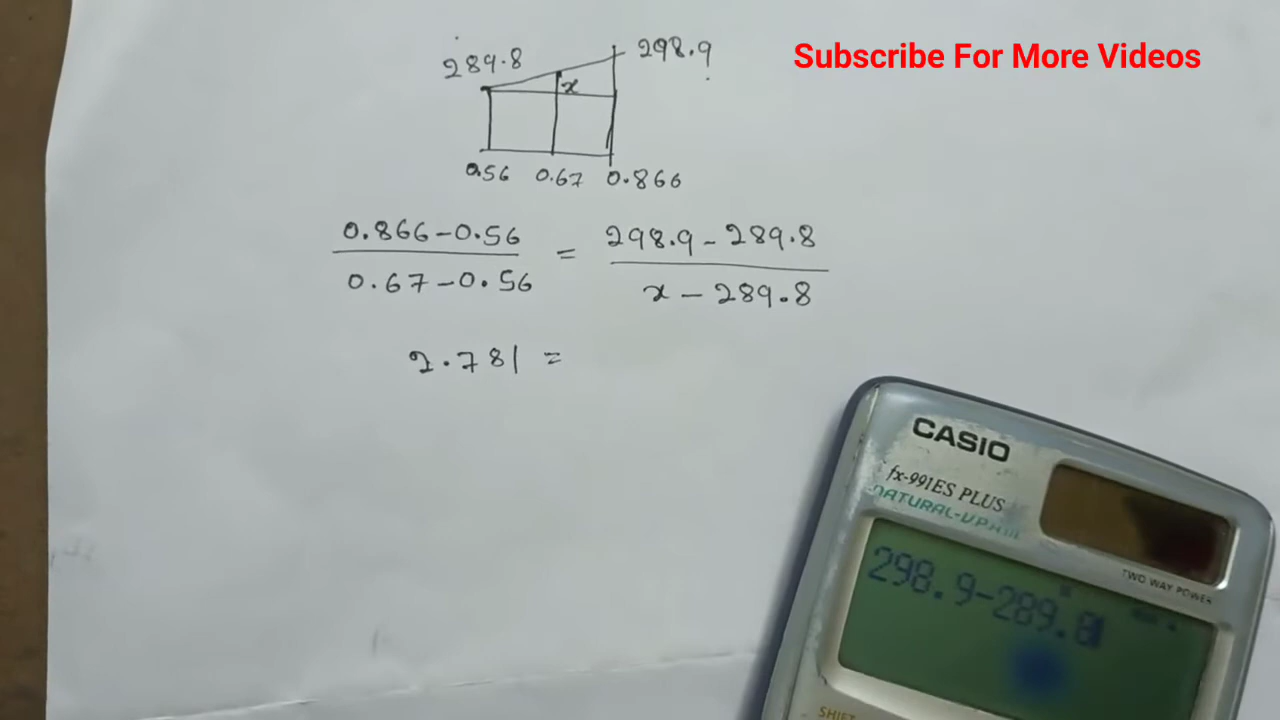 Subscribe For More Videos
289.8 298.9
x
0.56 0.67 0.866
0.866-0.56 = 298.9-289.8
0.67-0.56 x-289.8
2.781 =
CASIO
fx-991ES PLUS
NATURAL-V.P.A.M.
TWO WAY POWER
298.9-289.8
SHIFT